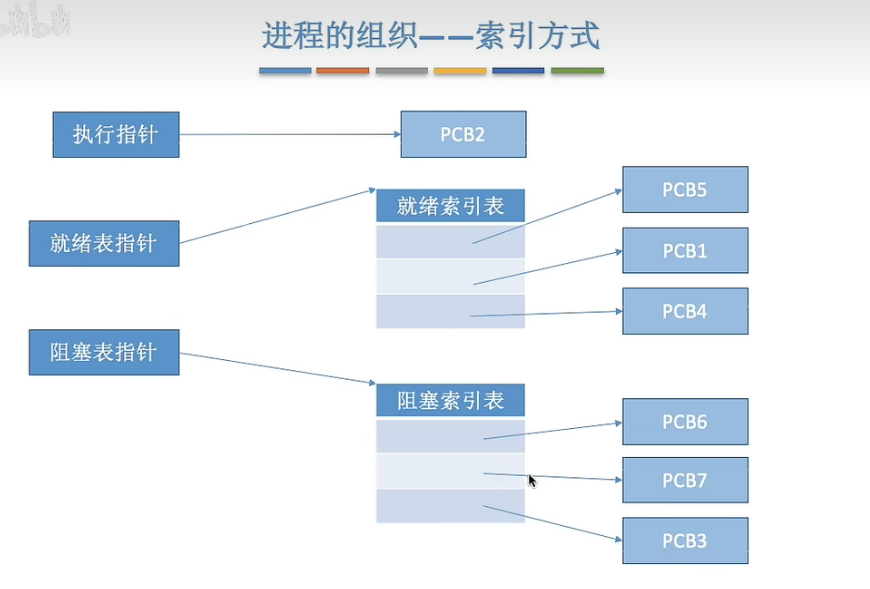 进程的组织——索引方式
执行指针
PCB2
就绪表指针
就绪索引表
PCB5
PCB1
PCB4
阻塞表指针
阻塞索引表
PCB6
PCB7
PCB3